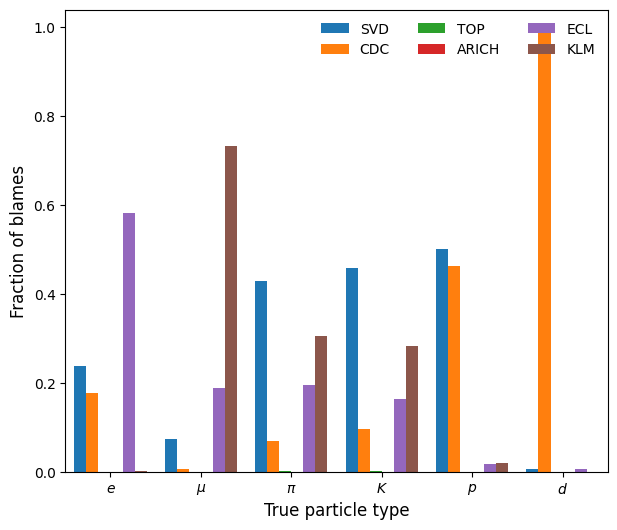 SVD TOP ECL
CDC ARICH KLM
1.0
0.8
0.6
0.4
0.2
0.0
Fraction of blames
e μ π K p d
True particle type